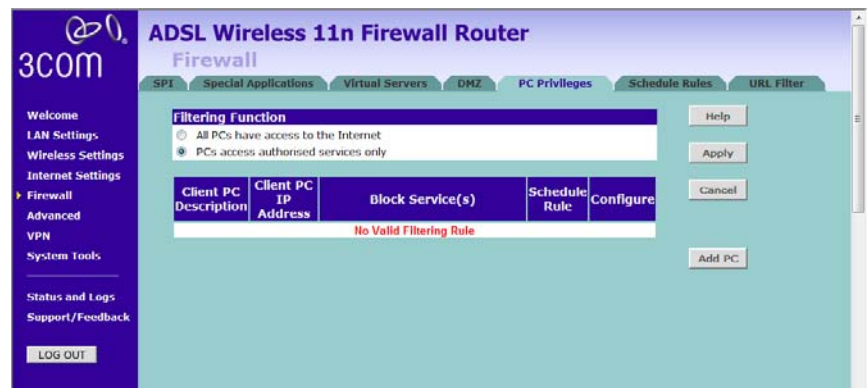 3COM
ADSL Wireless 11n Firewall Router
Firewall
SPI Special Applications Virtual Servers DMZ PC Privileges Schedule Rules URL Filter
Welcome
LAN Settings
Wireless Settings
Internet Settings
Firewall
Advanced
VPN
System Tools
Status and Logs
Support/Feedback
LOG OUT
Filtering Function
All PCs have access to the Internet
PCs access authorised services only
Client PC Description Client PC IP Address Block Service(s) Schedule Rule Configure
No Valid Filtering Rule
Help
Apply
Cancel
Add PC